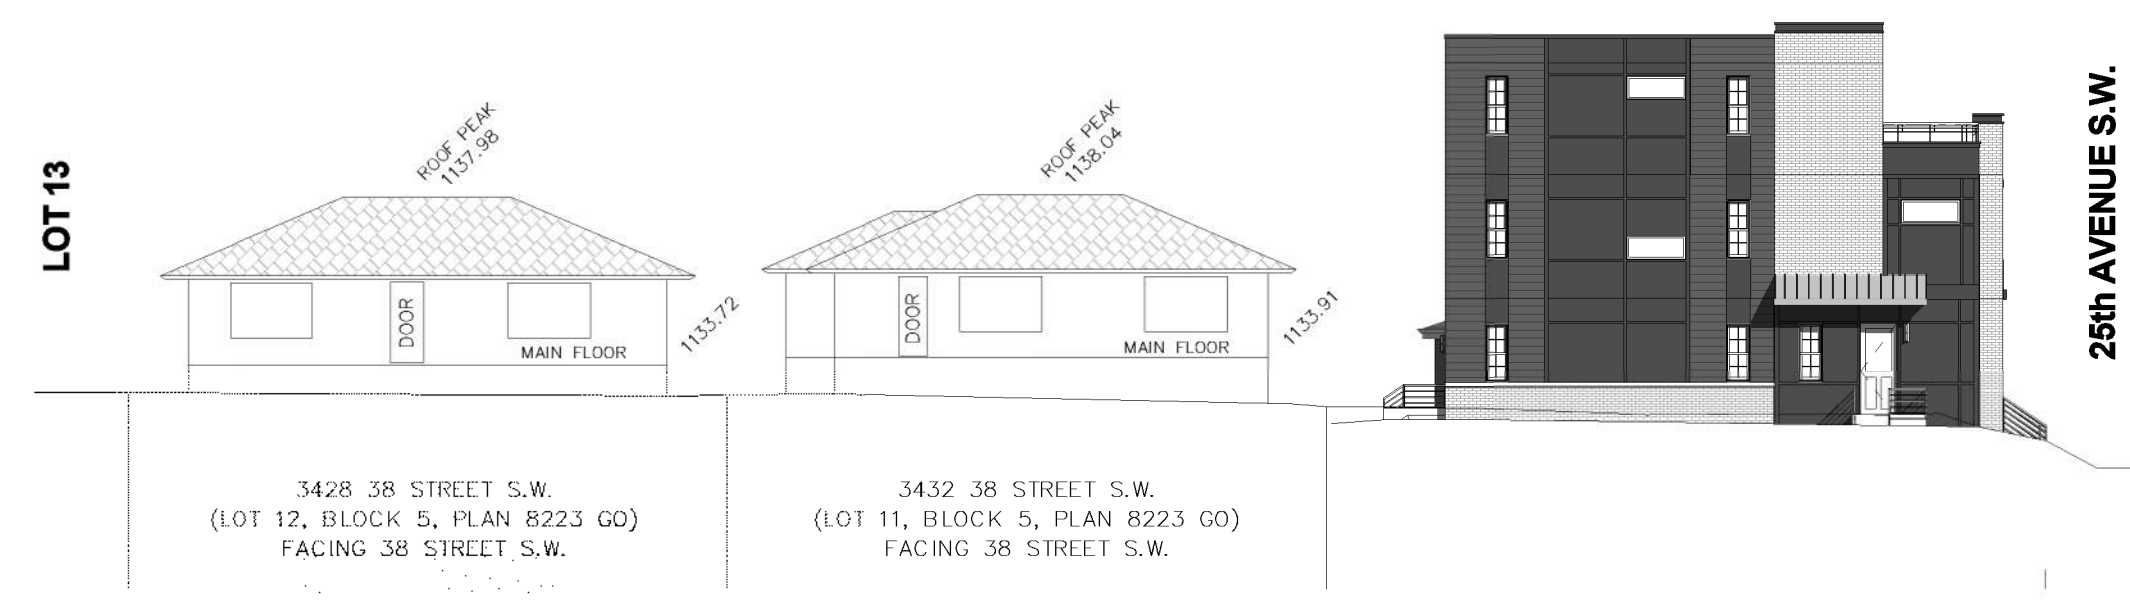 LOT 13
ROOF PEAK
1137.98
DOOR
MAIN FLOOR
1133.72
3428 38 STREET S.W.
(LOT 12, BLOCK 5, PLAN 8223 GO)
FACING 38 STREET S.W.
ROOF PEAK
1138.04
DOOR
MAIN FLOOR
1133.91
3432 38 STREET S.W.
(LOT 11, BLOCK 5, PLAN 8223 GO)
FACING 38 STREET S.W.
25th AVENUE S.W.